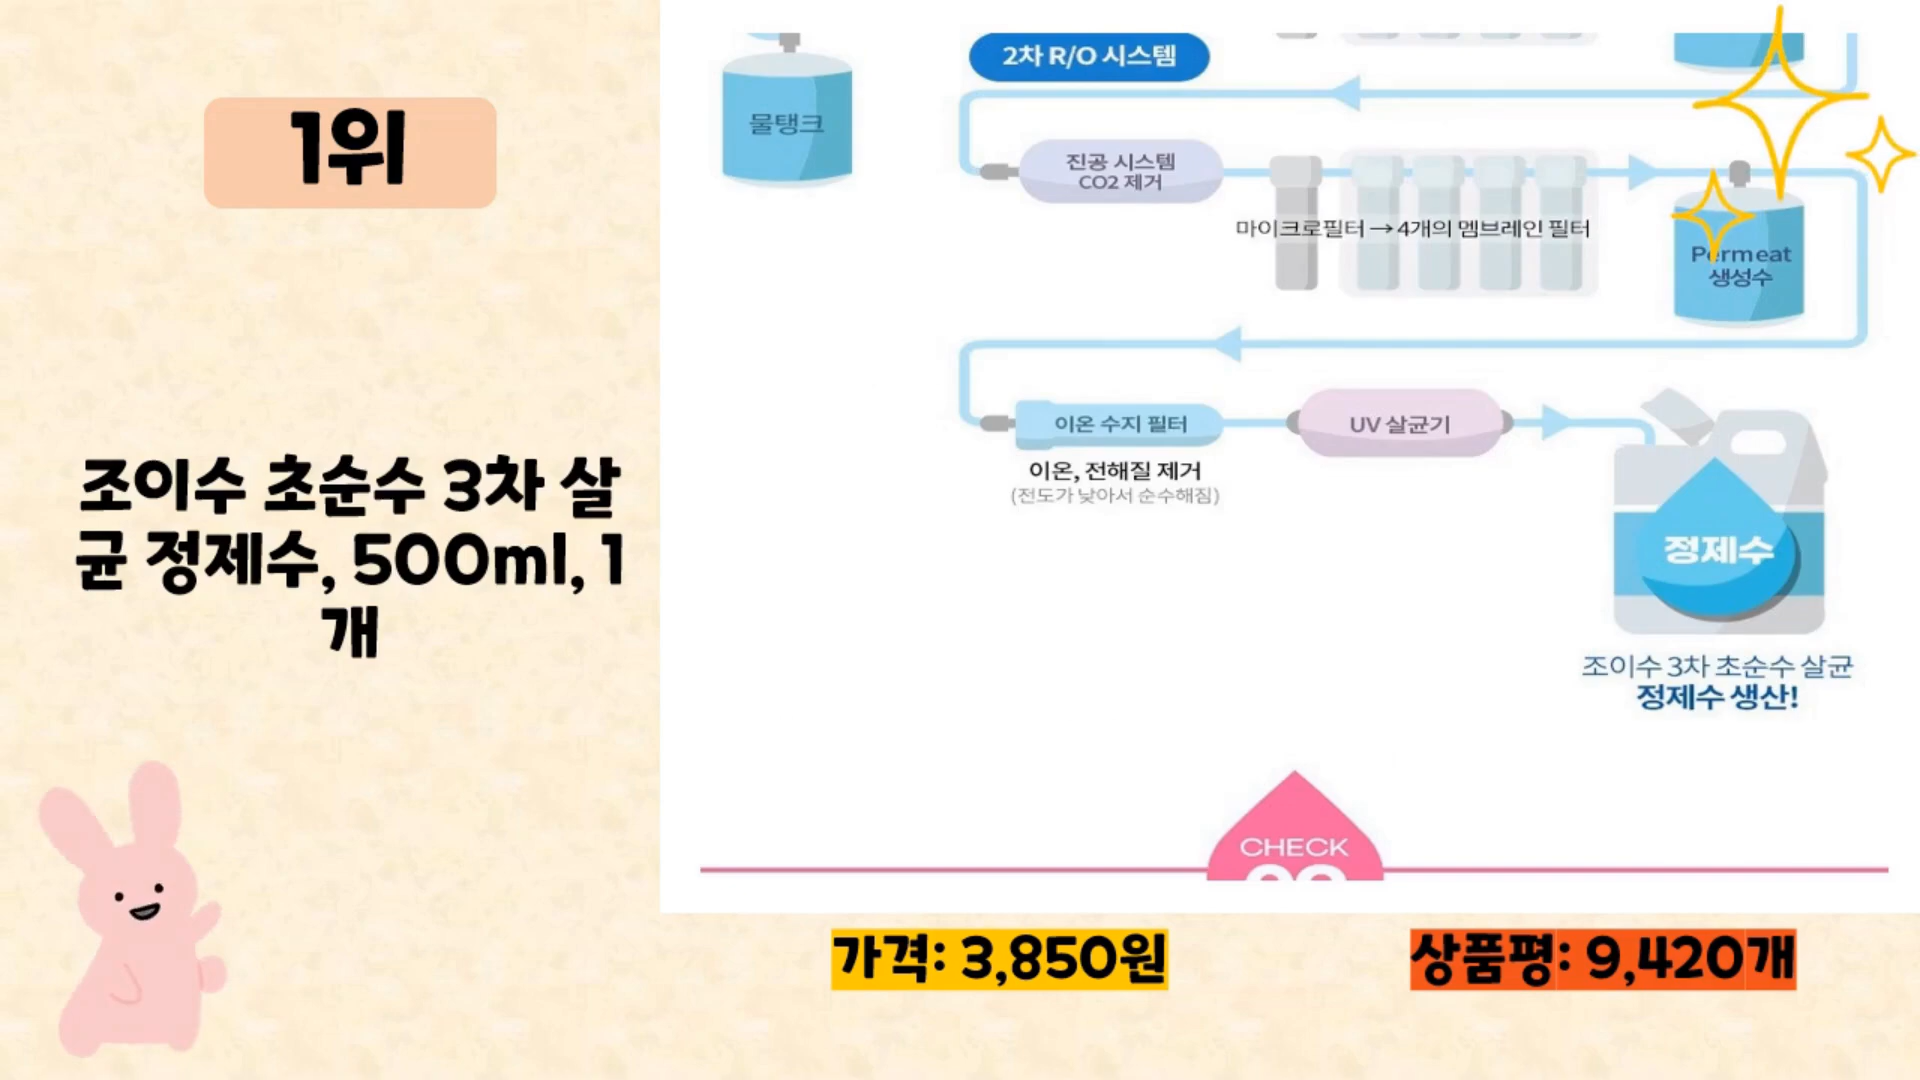 1위
조이수 초순수 3차 살
균 정제수, 500ml, 1
개
2차 R/O 시스템
물탱크
진공 시스템
CO2 제거
마이크로필터 → 4개의 멤브레인 필터
Permeat
생성수
이온 수지 필터
UV 살균기
이온, 전해질 제거
(전도가 낮아서 순수해짐)
정제수
조이수 3차 초순수 살균
정제수 생산!
CHECK
가격: 3,850원
상품평: 9,420개